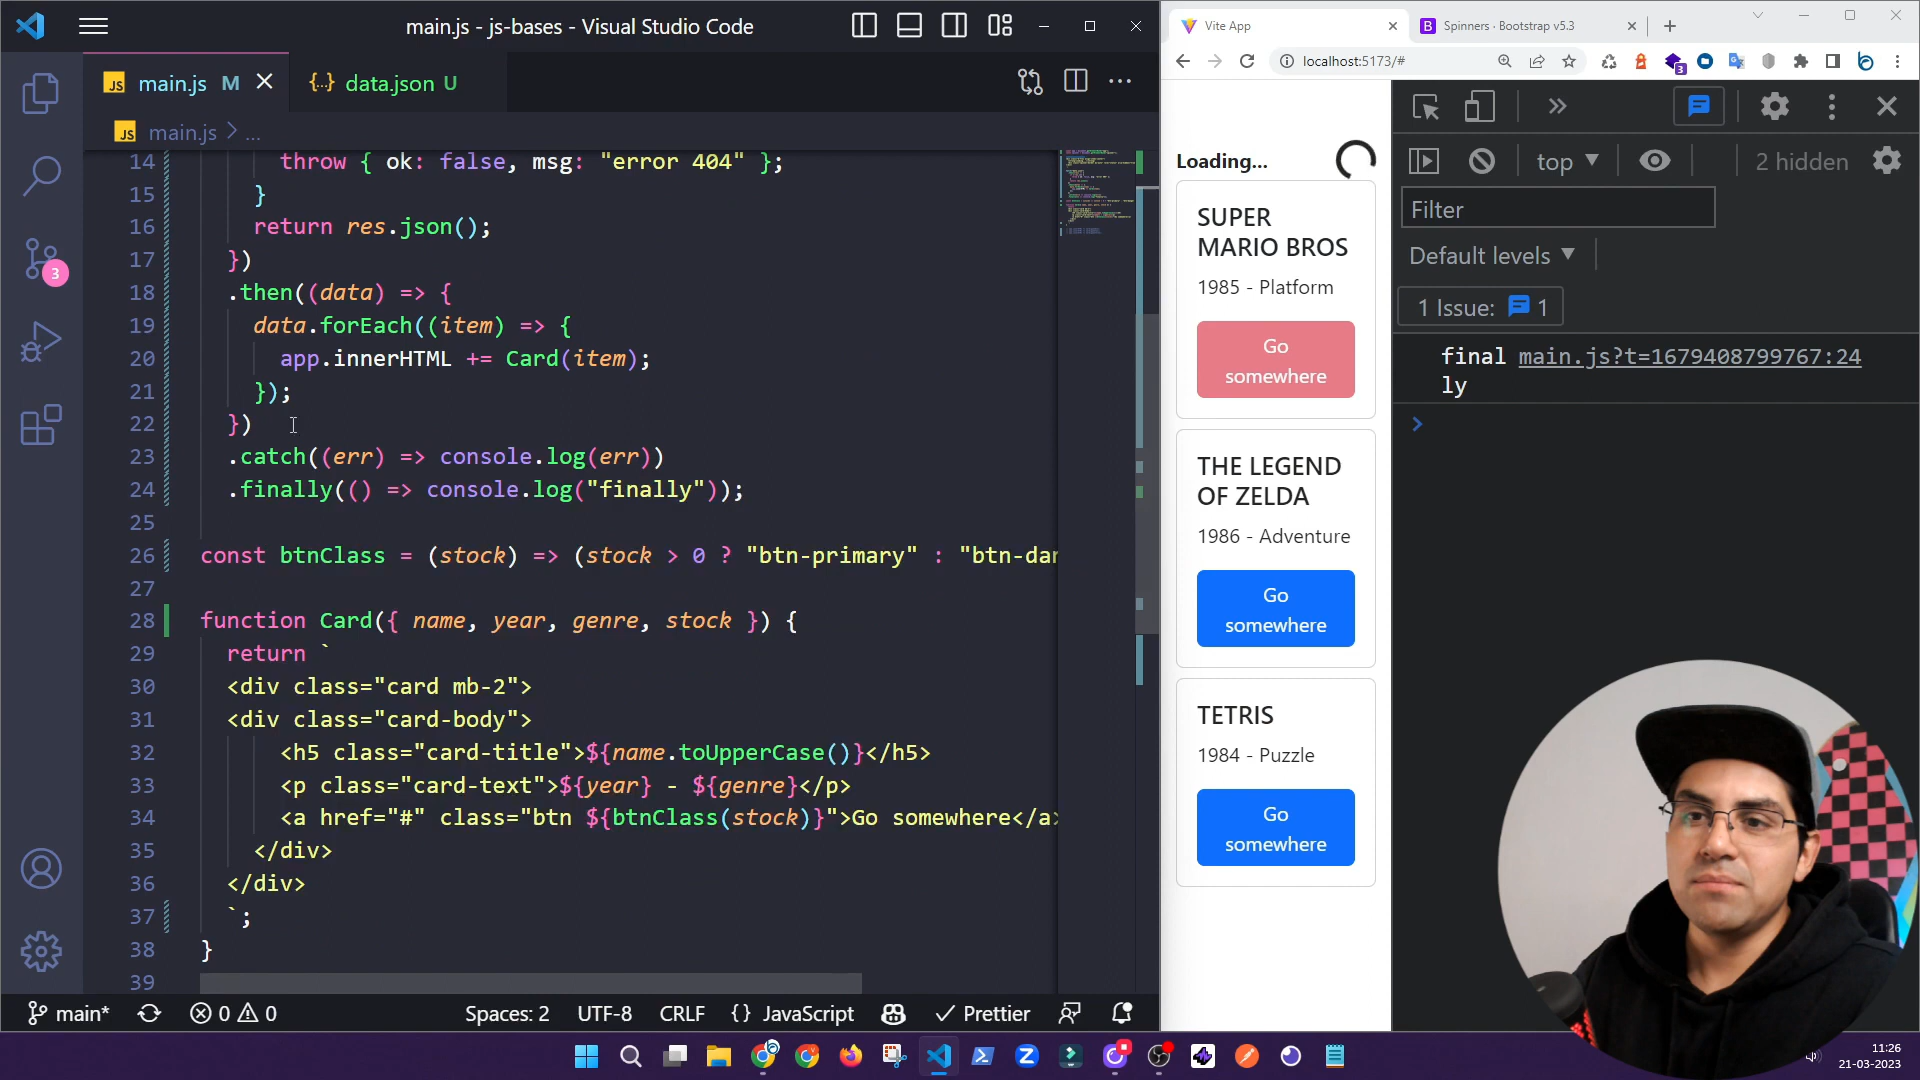 main.js - js-bases - Visual Studio Code
JS main.js M
{..} data.json U
JS main.js > ...
14 throw { ok: false, msg: "error 404" };
15 }
16 return res.json();
17 })
18 .then((data) => {
19 data.forEach((item) => {
20 app.innerHTML += Card(item);
21 });
22 })
23 .catch((err) => console.log(err))
24 .finally(() => console.log("finally"));
25
26 const btnClass = (stock) => (stock > 0 ? "btn-primary" : "btn-dan
27
28 function Card({ name, year, genre, stock }) {
29 return `
30 <div class="card mb-2">
31 <div class="card-body">
32 <h5 class="card-title">${name.toUpperCase()}</h5>
33 <p class="card-text">${year} - ${genre}</p>
34 <a href="#" class="btn ${btnClass(stock)}">Go somewhere</a>
35 </div>
36 </div>
37 `;
38 }
39
3
main* 0 0 Spaces: 2 UTF-8 CRLF {} JavaScript Prettier
Vite App
Spinners · Bootstrap v5.3
localhost:5173/#
3
Loading...
SUPER
MARIO BROS
1985 - Platform
Go
somewhere
THE LEGEND
OF ZELDA
1986 - Adventure
Go
somewhere
TETRIS
1984 - Puzzle
Go
somewhere
top 2 hidden
Filter
Default levels
1 Issue: 1
final main.js?t=1679408799767:24
ly
11:26
21-03-2023